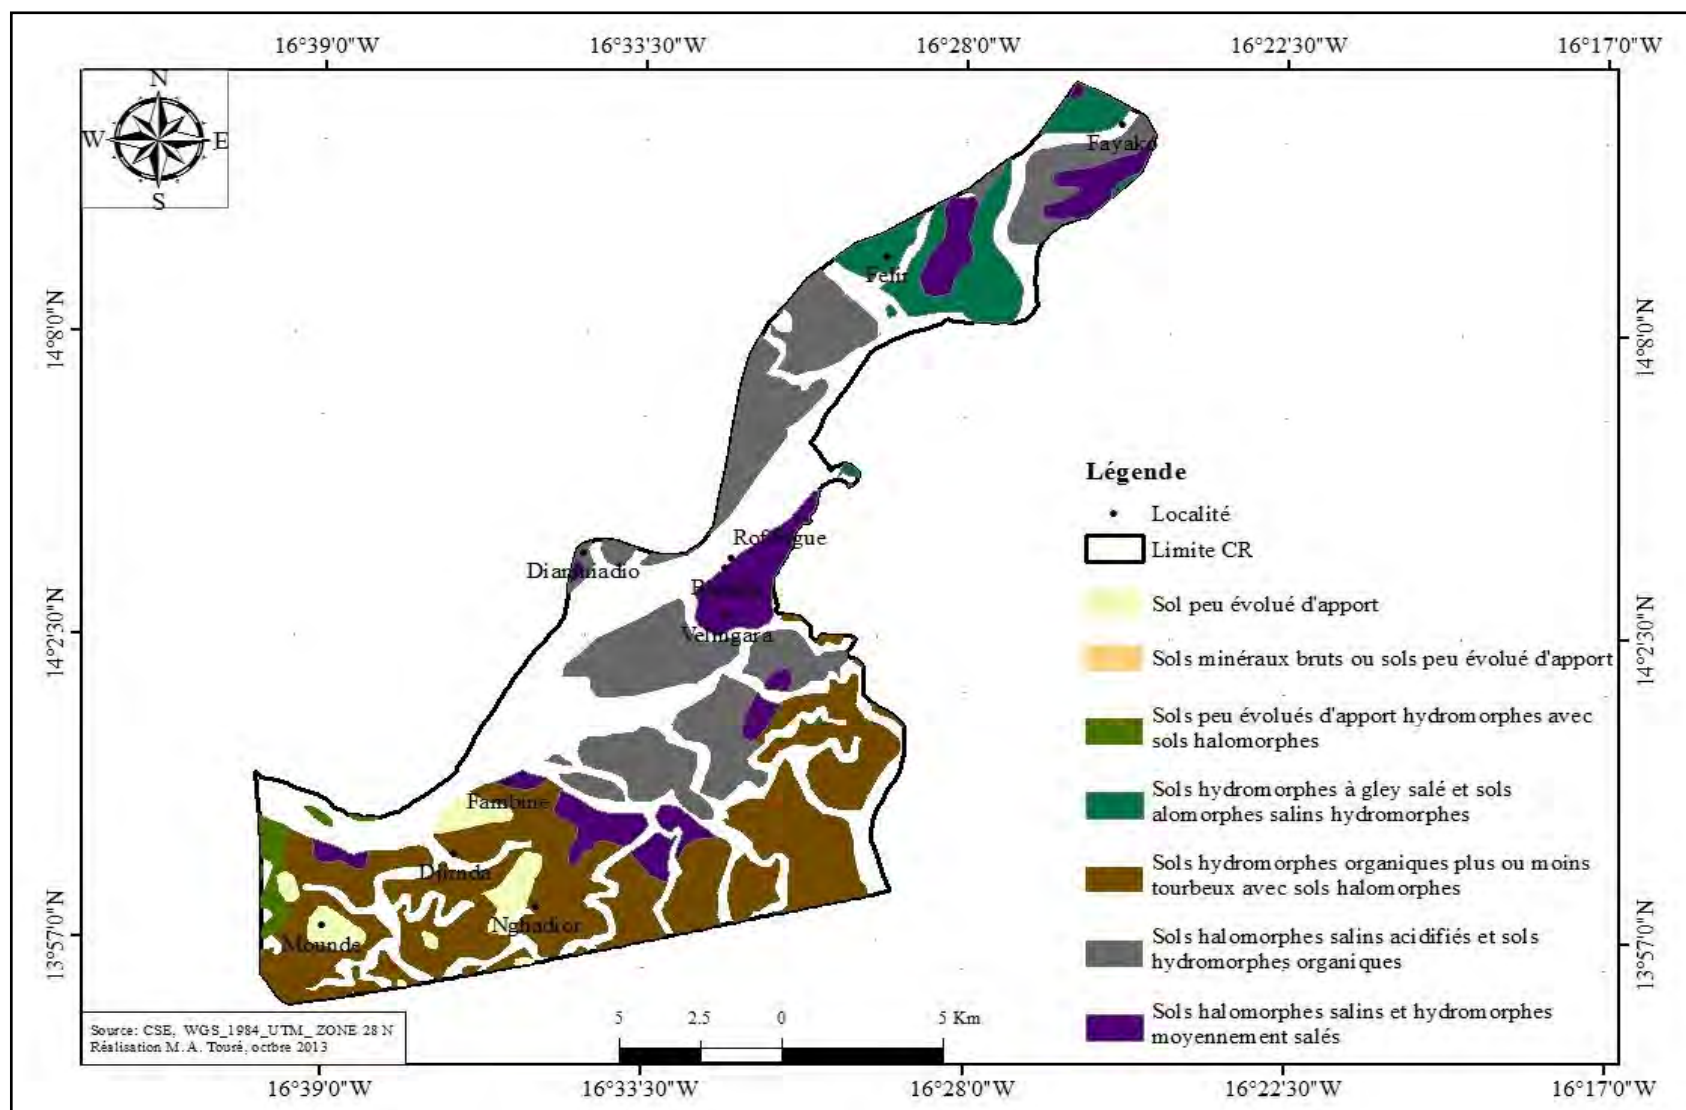 16°39'0"W 16°33'30"W 16°28'0"W 16°22'30"W 16°17'0"W
N
W E
S
Fayako
Felir
14°8'0"N 14°8'0"N
Légende
Localité
Limite CR
Sol peu évolué d'apport
Sols minéraux bruts ou sols peu évolué d'apport
Sols peu évolués d'apport hydromorphes avec
sols halomorphes
Sols hydromorphes à gley salé et sols
alomorphes salins hydromorphes
Sols hydromorphes organiques plus ou moins
tourbeux avec sols halomorphes
Sols halomorphes salins acidifiés et sols
hydromorphes organiques
Sols halomorphes salins et hydromorphes
moyennement salés
Diamniadio
Velingara
14°2'30"N 14°2'30"N
Fambine
Djirnda
Nghadior
Mounde
13°57'0"N 13°57'0"N
Source: CSE, WGS_1984_UTM_ ZONE 28 N
Réalisation M. A. Touré, octbre 2013
5 2.5 0 5 Km
16°39'0"W 16°33'30"W 16°28'0"W 16°22'30"W 16°17'0"W